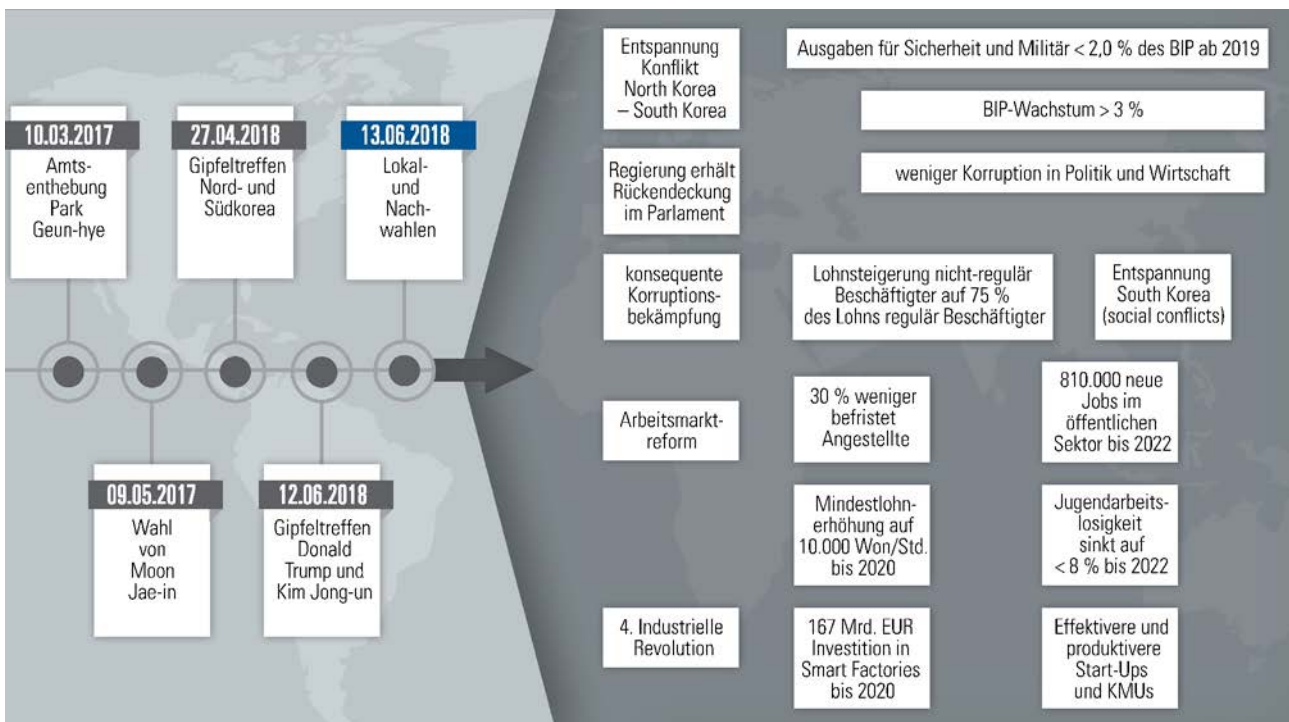 10.03.2017
Amts-
enthebung
Park
Geun-hye
27.04.2018
Gipfeltreffen
Nord- und
Südkorea
13.06.2018
Lokal-
und
Nach-
wahlen
09.05.2017
Wahl
von
Moon
Jae-in
12.06.2018
Gipfeltreffen
Donald
Trump und
Kim Jong-un
Entspannung
Konflikt
North Korea
– South Korea
Ausgaben für Sicherheit und Militär < 2,0 % des BIP ab 2019
BIP-Wachstum > 3 %
Regierung erhält
Rückendeckung
im Parlament
weniger Korruption in Politik und Wirtschaft
konsequente
Korruptions-
bekämpfung
Lohnsteigerung nicht-regulär
Beschäftigter auf 75 %
des Lohns regulär Beschäftigter
Entspannung
South Korea
(social conflicts)
Arbeitsmarkt-
reform
30 % weniger
befristet
Angestellte
810.000 neue
Jobs im
öffentlichen
Sektor bis 2022
Mindestlohn-
erhöhung auf
10.000 Won/Std.
bis 2020
Jugendarbeits-
losigkeit
sinkt auf
< 8 % bis 2022
4. Industrielle
Revolution
167 Mrd. EUR
Investition in
Smart Factories
bis 2020
Effektivere und
produktivere
Start-Ups
und KMUs